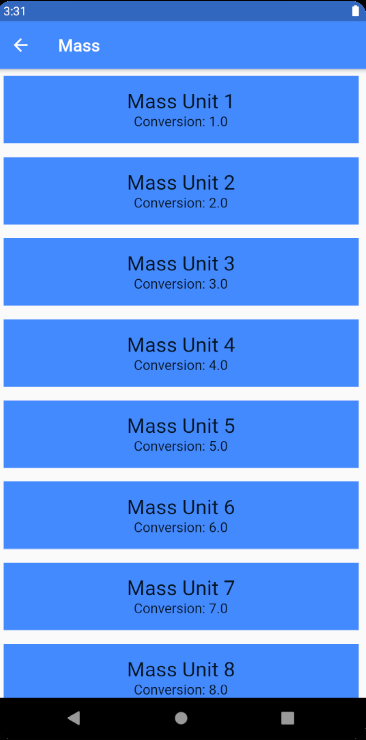 3:31
Mass
Mass Unit 1
Conversion: 1.0
Mass Unit 2
Conversion: 2.0
Mass Unit 3
Conversion: 3.0
Mass Unit 4
Conversion: 4.0
Mass Unit 5
Conversion: 5.0
Mass Unit 6
Conversion: 6.0
Mass Unit 7
Conversion: 7.0
Mass Unit 8
Conversion: 8.0